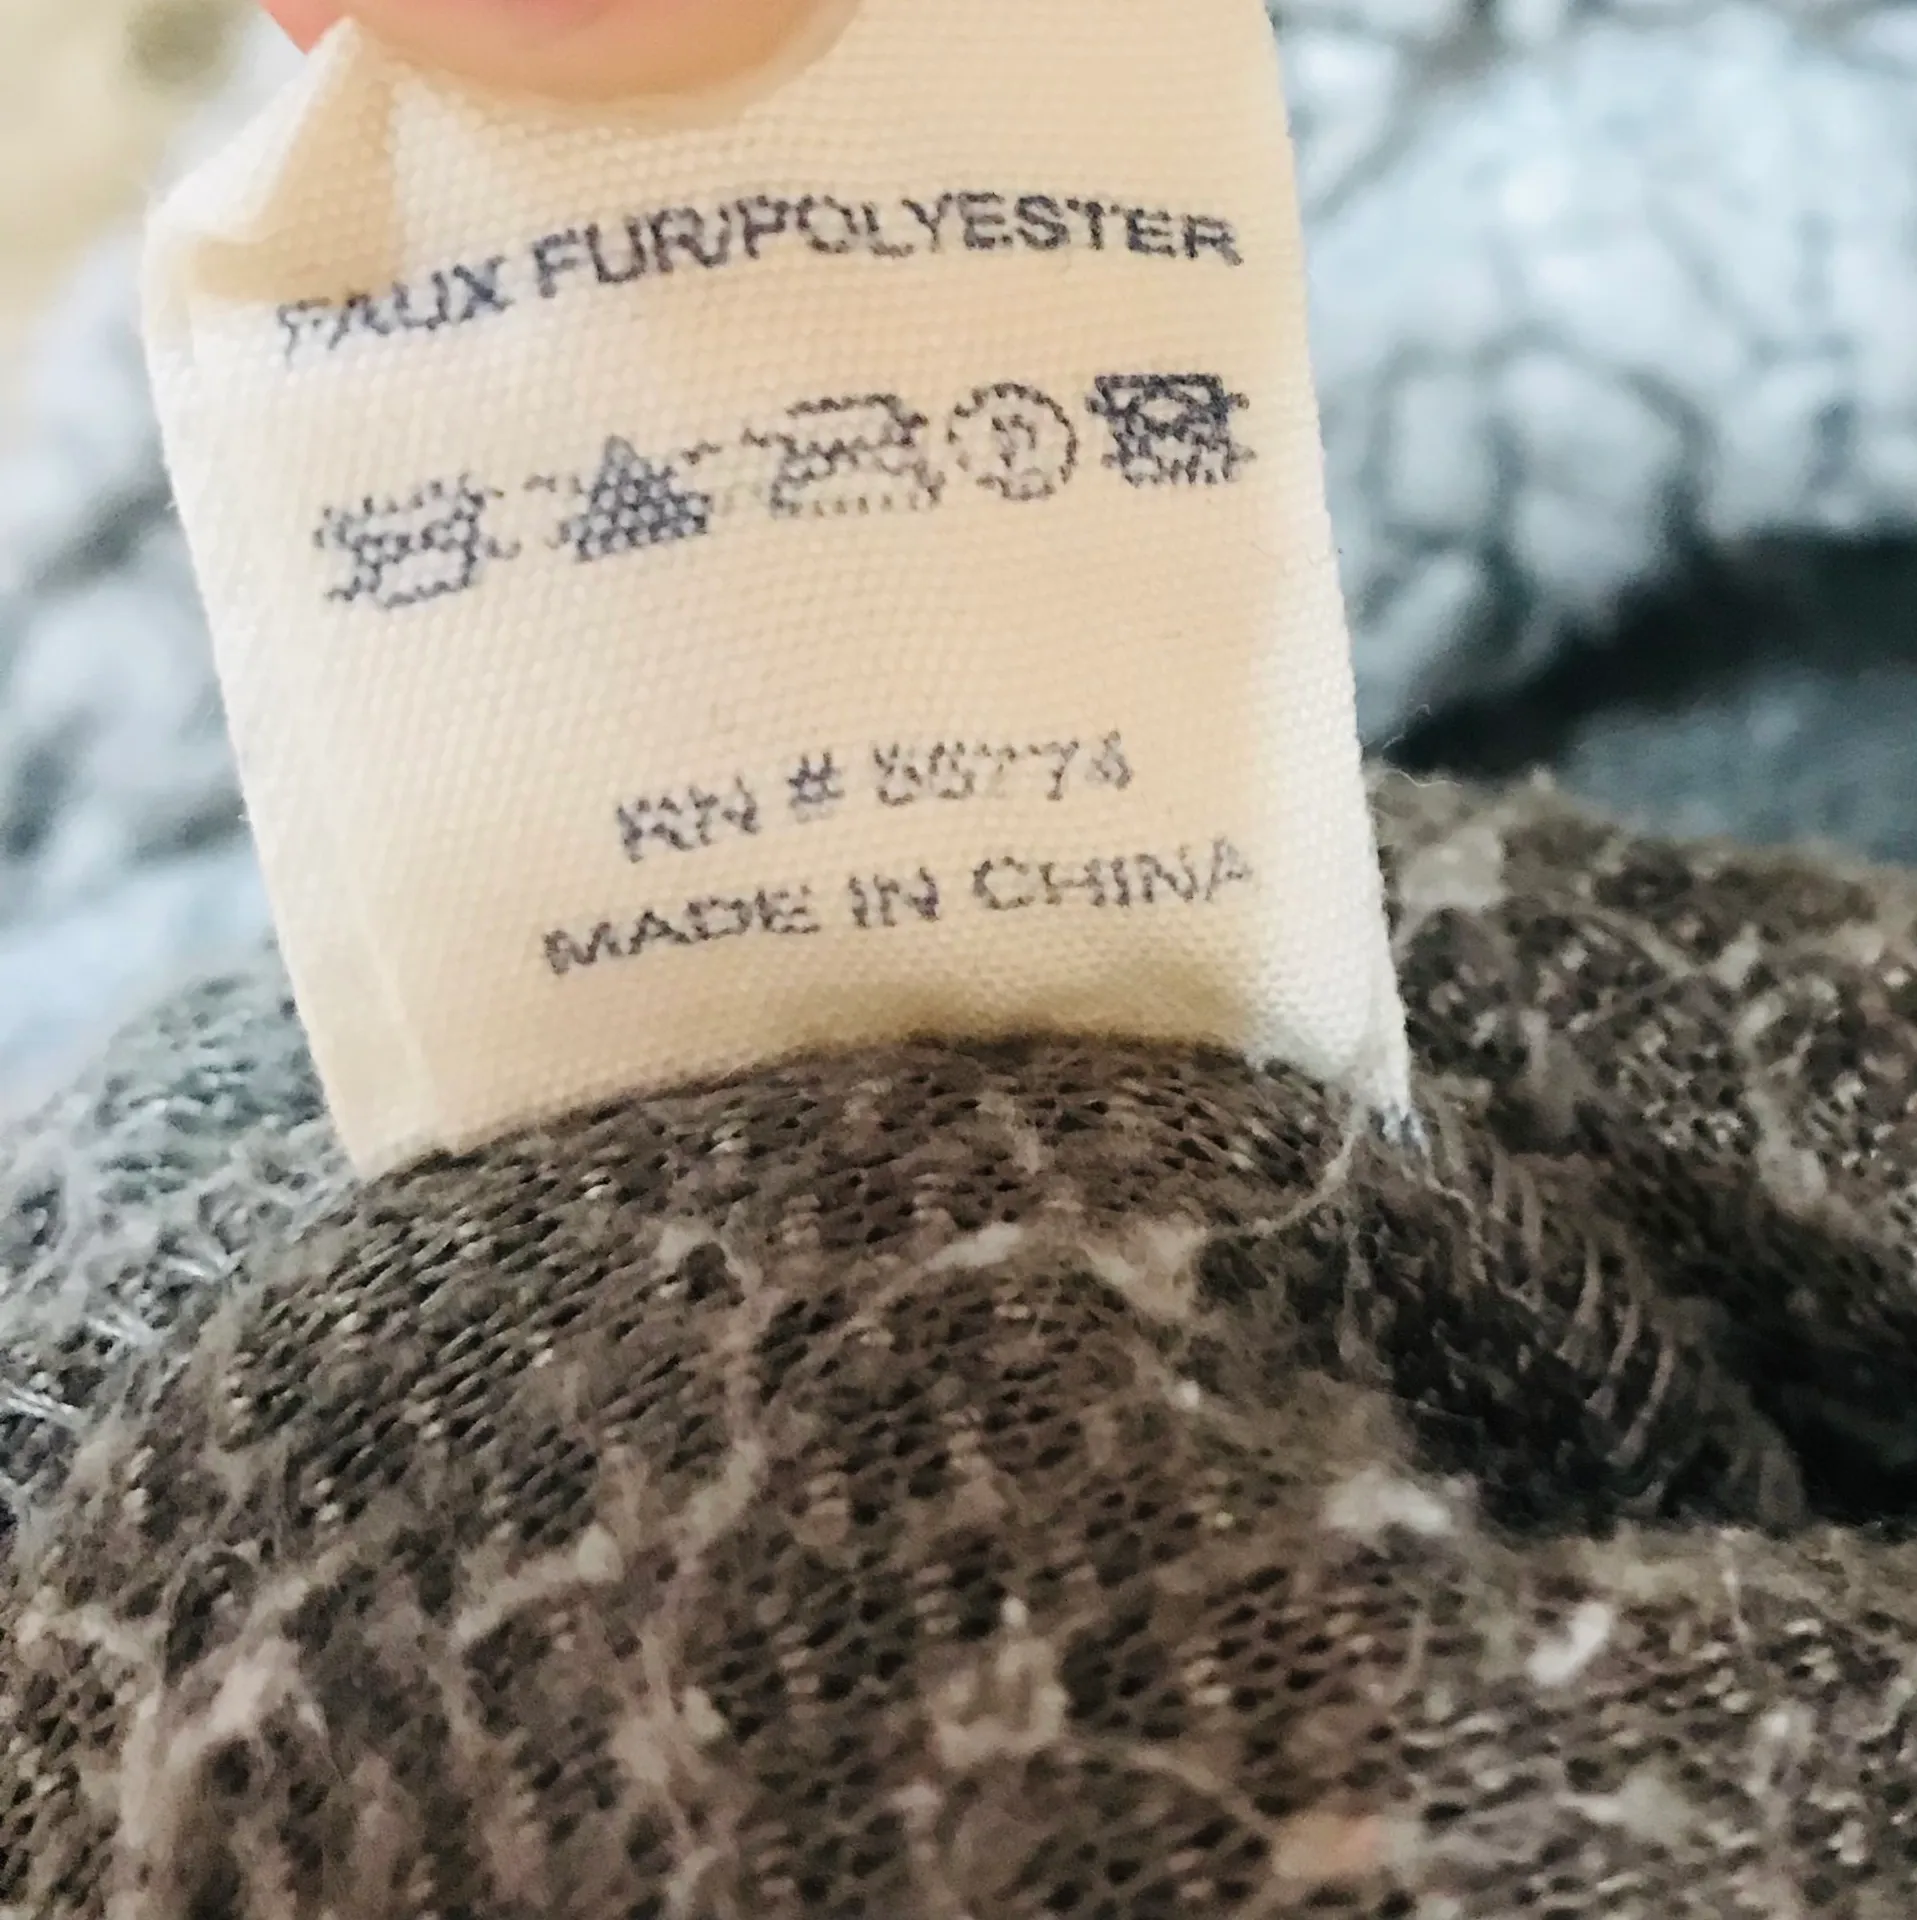 FAUX FUR/POLYESTER
RN #
MADE IN CHINA